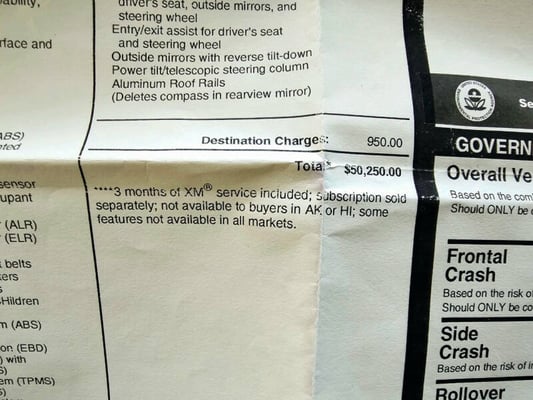 driver's seat, outside mirrors, and
steering wheel
Entry/exit assist for driver's seat
and steering wheel
Outside mirrors with reverse tilt-down
Power tilt/telescopic steering column
Aluminum Roof Rails
(Deletes compass in rearview mirror)
Destination Charges: 950.00
Total* $50,250.00
****3 months of XM® service included; subscription sold
separately; not available to buyers in AK or HI; some
features not available in all markets.
rface and
ABS)
sensor
upant
(ALR)
(ELR)
belts
ers
Hildren
m (ABS)
on (EBD)
) with
em (TPMS)
Se
GOVERN
Overall Ve
Based on the com
Should ONLY be c
Frontal
Crash
Based on the risk o
Should ONLY be co
Side
Crash
Based on the risk of in
Rollover